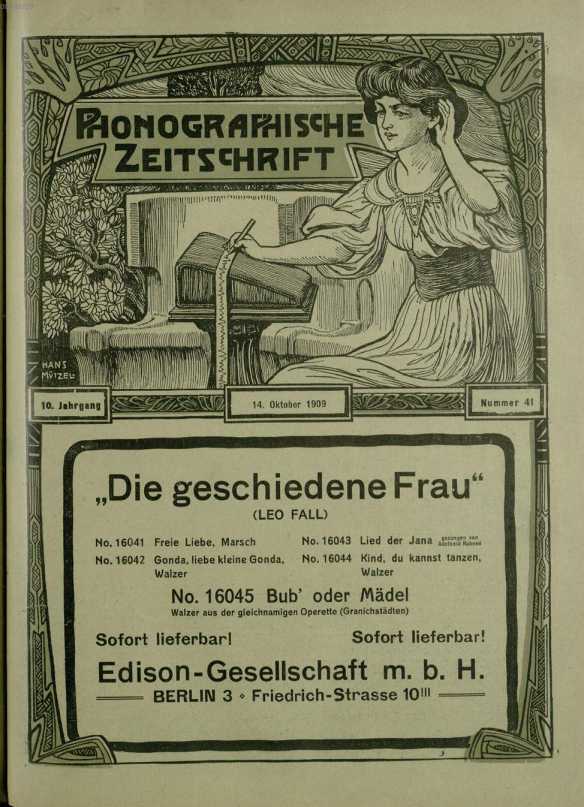 PHONOGRAPHISCHE
ZEITSCHRIFT
HANS
MÜTZEL
10. Jahrgang
14. Oktober 1909
Nummer 41
„Die geschiedene Frau“
(LEO FALL)
No. 16041 Freie Liebe, Marsch
No. 16042 Gonda, liebe kleine Gonda,
Walzer
No. 16043 Lied der Jana gesungen von
No. 16044 Kind, du kannst tanzen,
Walzer
No. 16045 Bub' oder Mädel
Walzer aus der gleichnamigen Operette (Granichstädten)
Sofort lieferbar! Sofort lieferbar!
Edison-Gesellschaft m. b. H.
BERLIN 3 ⋄ Friedrich-Strasse 10III